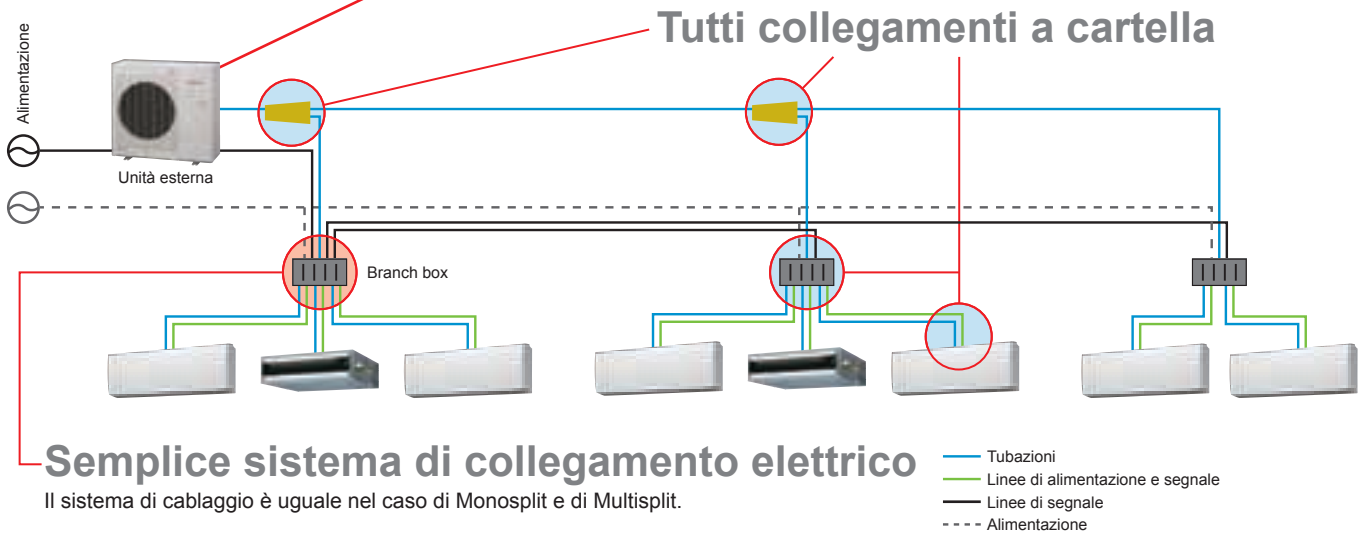 Tutti collegamenti a cartella
Alimentazione
Unità esterna
Branch box
Semplice sistema di collegamento elettrico
Il sistema di cablaggio è uguale nel caso di Monosplit e di Multisplit.
Tubazioni
Linee di alimentazione e segnale
Linee di segnale
Alimentazione